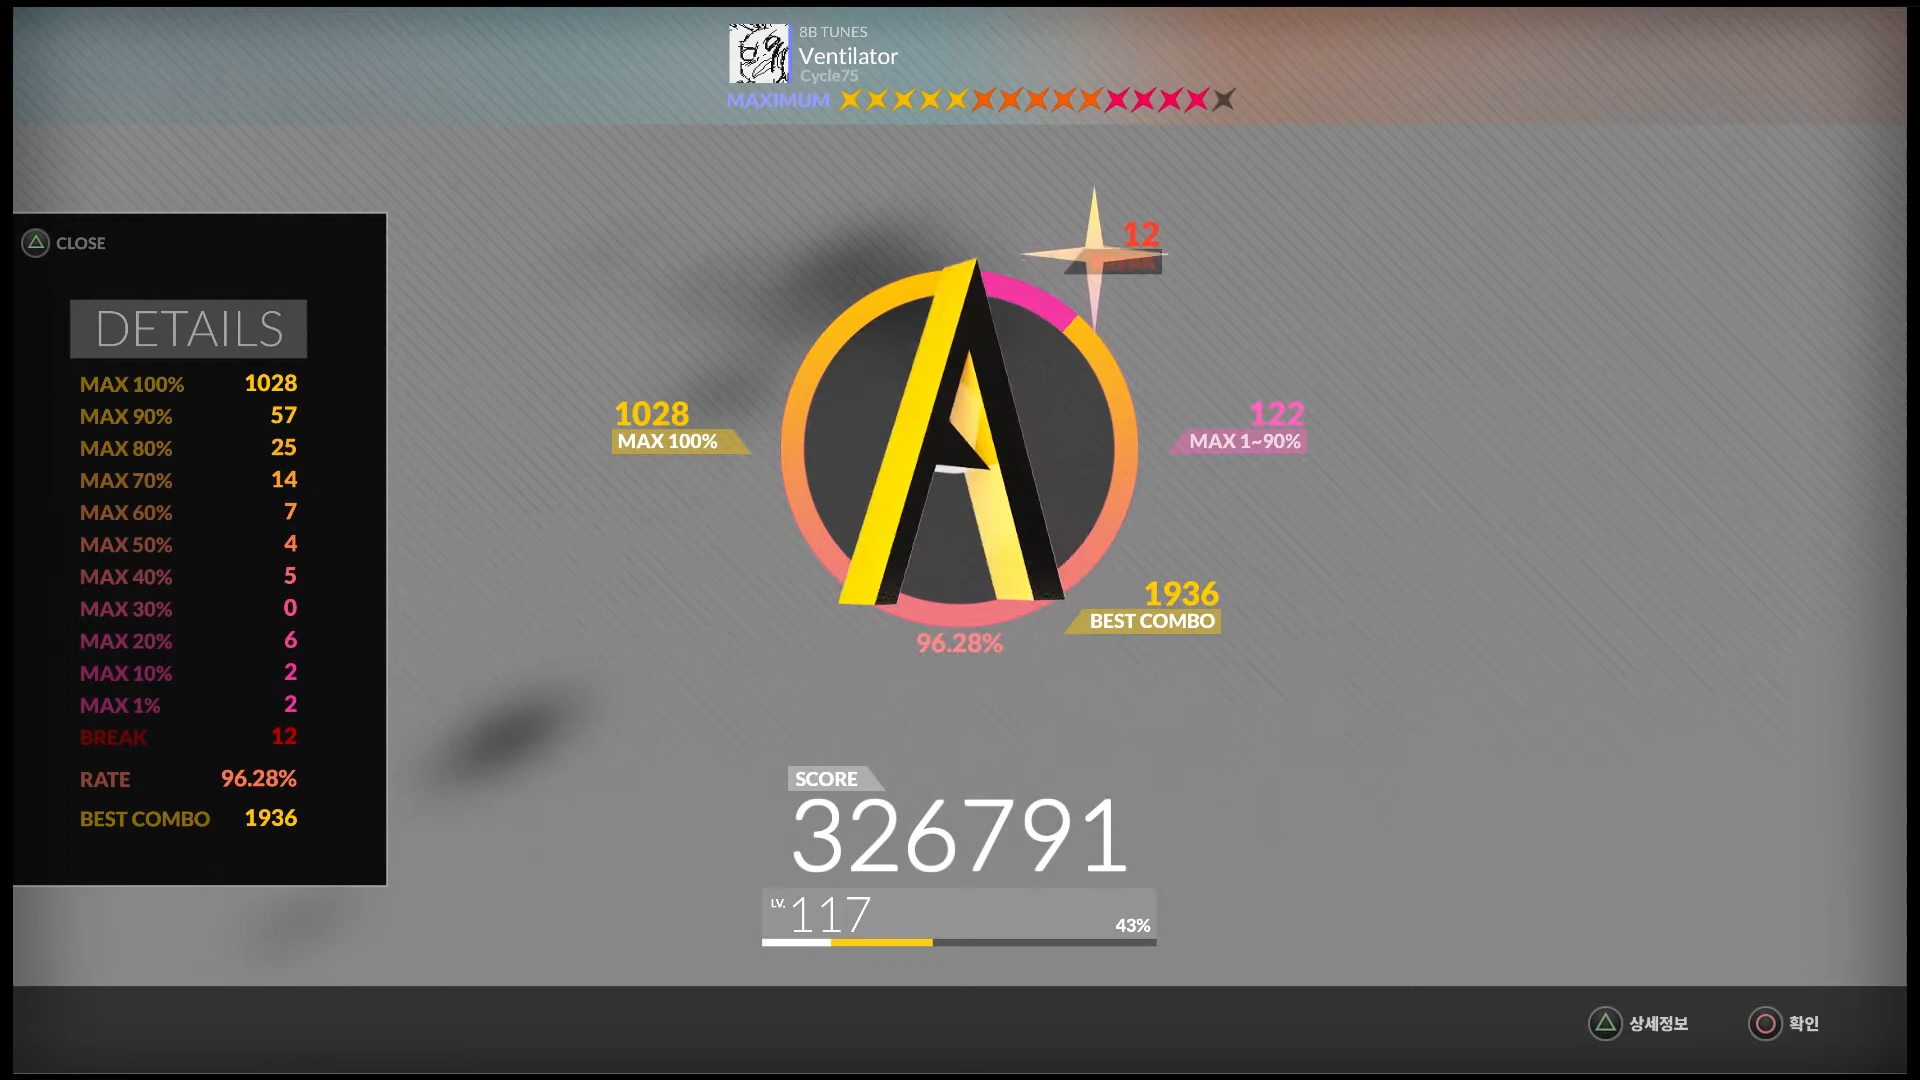 8B TUNES
Ventilator
Cycle75
MAXIMUM
CLOSE
DETAILS
MAX 100% 1028
MAX 90% 57
MAX 80% 25
MAX 70% 14
MAX 60% 7
MAX 50% 4
MAX 40% 5
MAX 30% 0
MAX 20% 6
MAX 10% 2
MAX 1% 2
BREAK 12
RATE 96.28%
BEST COMBO 1936
12
1028
MAX 100%
A
122
MAX 1~90%
1936
BEST COMBO
96.28%
SCORE
326791
LV. 117
43%
상세정보
확인